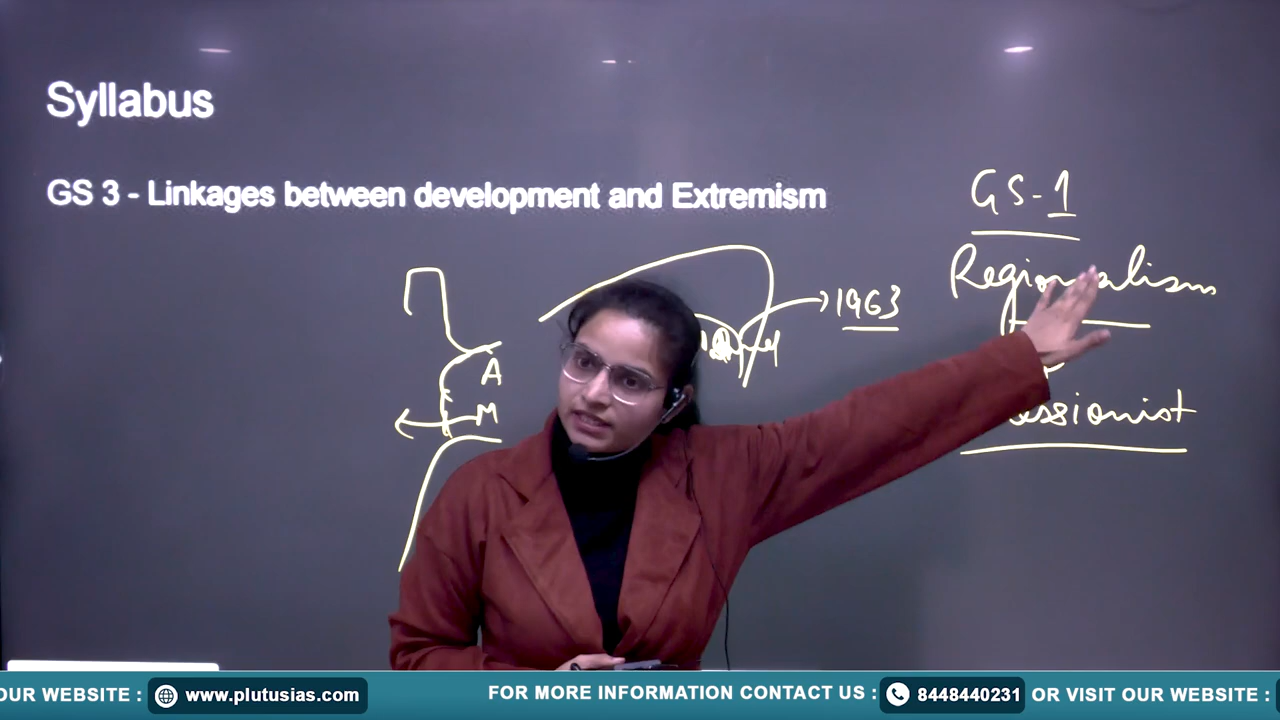 Syllabus
GS 3 - Linkages between development and Extremism
GS-1
Regionalism
1963
A
M
OUR WEBSITE : www.plutusias.com FOR MORE INFORMATION CONTACT US : 8448440231 OR VISIT OUR WEBSITE :